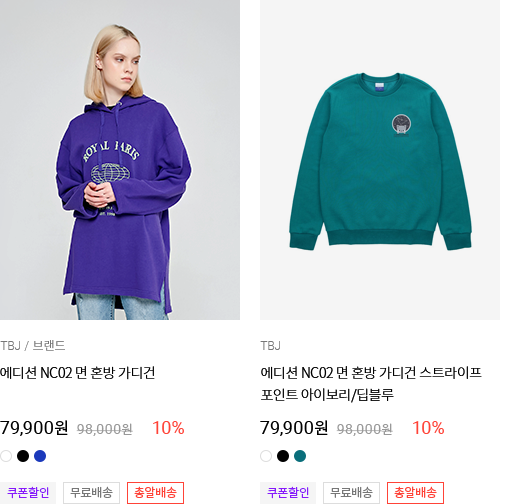 ROYAL PARIS
TBJ / 브랜드
에디션 NC02 면 혼방 가디건
79,900원 98,000원 10%
쿠폰할인 무료배송 총알배송
TBJ
에디션 NC02 면 혼방 가디건 스트라이프
포인트 아이보리/딥블루
79,900원 98,000원 10%
쿠폰할인 무료배송 총알배송